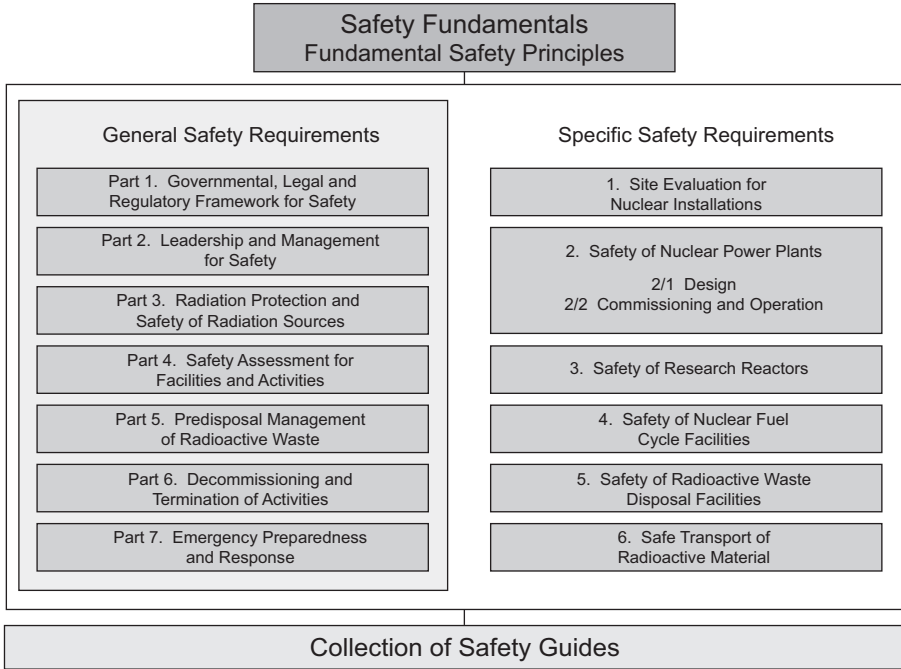 Safety Fundamentals
Fundamental Safety Principles
General Safety Requirements
Part 1. Governmental, Legal and
Regulatory Framework for Safety
Part 2. Leadership and Management
for Safety
Part 3. Radiation Protection and
Safety of Radiation Sources
Part 4. Safety Assessment for
Facilities and Activities
Part 5. Predisposal Management
of Radioactive Waste
Part 6. Decommissioning and
Termination of Activities
Part 7. Emergency Preparedness
and Response
Specific Safety Requirements
1. Site Evaluation for
Nuclear Installations
2. Safety of Nuclear Power Plants
2/1 Design
2/2 Commissioning and Operation
3. Safety of Research Reactors
4. Safety of Nuclear Fuel
Cycle Facilities
5. Safety of Radioactive Waste
Disposal Facilities
6. Safe Transport of
Radioactive Material
Collection of Safety Guides